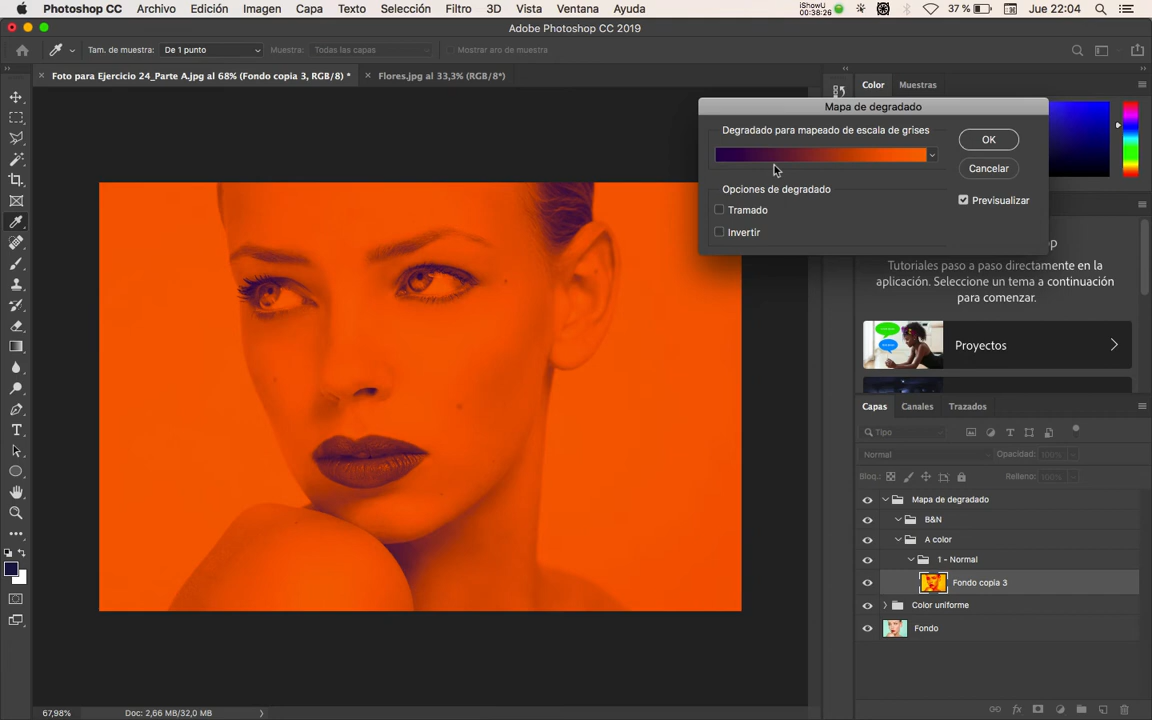 Photoshop CC Archivo Edición Imagen Capa Texto Selección Filtro 3D Vista Ventana Ayuda iShowU 00:38:26 37 % Jue 22:04
Adobe Photoshop CC 2019
Tam. de muestra: De 1 punto Muestra: Todas las capas Mostrar aro de muestra
Foto para Ejercicio 24_Parte A.jpg al 68% (Fondo copia 3, RGB/8) * Flores.jpg al 33,3% (RGB/8*)
Color Muestras
Mapa de degradado
Degradado para mapeado de escala de grises
OK
Cancelar
Opciones de degradado
Previsualizar
Tramado
Invertir
Tutoriales paso a paso directamente en la
aplicación. Seleccione un tema a continuación
para comenzar.
Proyectos
Capas Canales Trazados
Tipo
Normal Opacidad: 100%
Bloq.: Relleno: 100%
Mapa de degradado
B&N
A color
1 - Normal
Fondo copia 3
Color uniforme
Fondo
67,98% Doc: 2,66 MB/32,0 MB